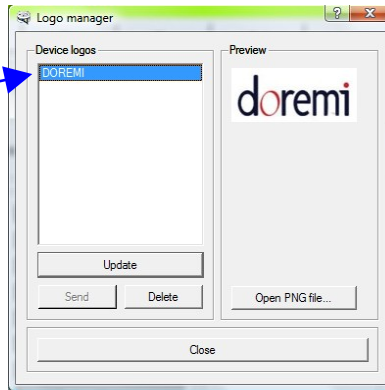 Logo manager
Device logos
DOREMI
Update
Send Delete
Preview
doremi
Open PNG file...
Close